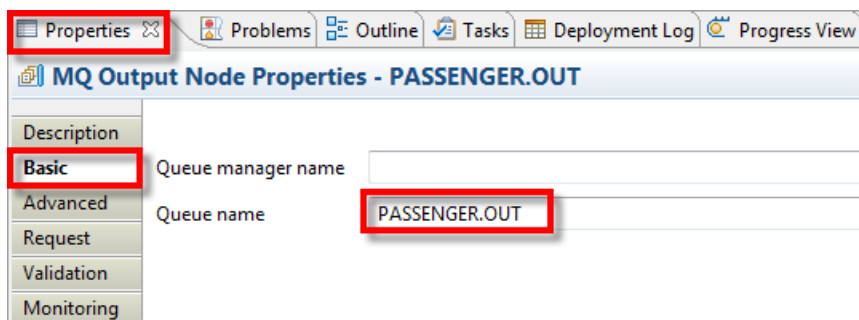 Properties Problems Outline Tasks Deployment Log Progress View
MQ Output Node Properties - PASSENGER.OUT
Description
Basic
Queue manager name
Advanced
Queue name PASSENGER.OUT
Request
Validation
Monitoring